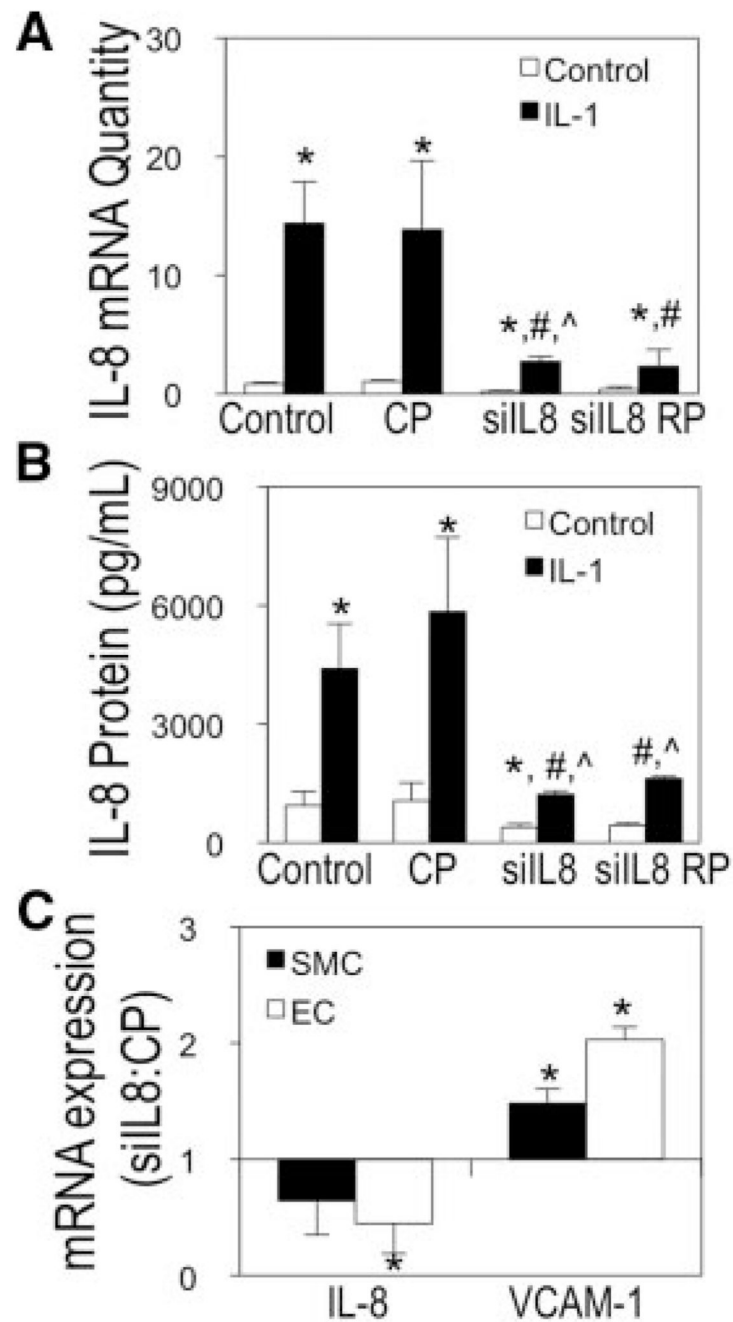 A
IL-8 mRNA Quantity
30
20
10
0
Control
IL-1
*
*
*,#,^
*,#
Control CP siIL8 siIL8 RP
B
IL-8 Protein (pg/mL)
9000
6000
3000
0
Control
IL-1
*
*
*, #,^
#,^
Control CP siIL8 siIL8 RP
C
mRNA expression
(siIL8:CP)
3
2
1
0
SMC
EC
*
*
*
IL-8 VCAM-1